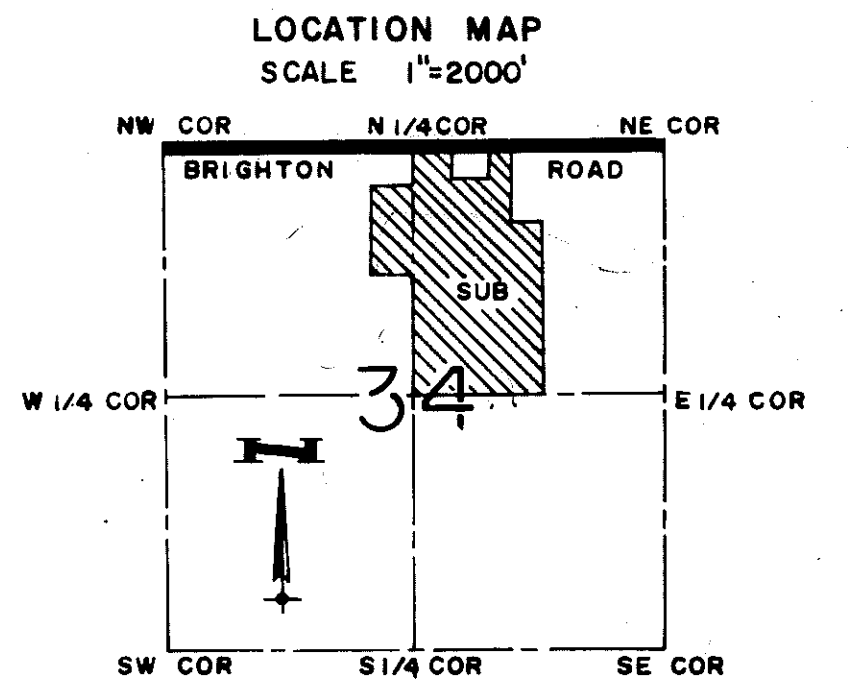 LOCATION MAP
SCALE 1"=2000'
NW COR N 1/4 COR NE COR
BRIGHTON ROAD
SUB
W 1/4 COR 34 E 1/4 COR
N
SW COR S 1/4 COR SE COR